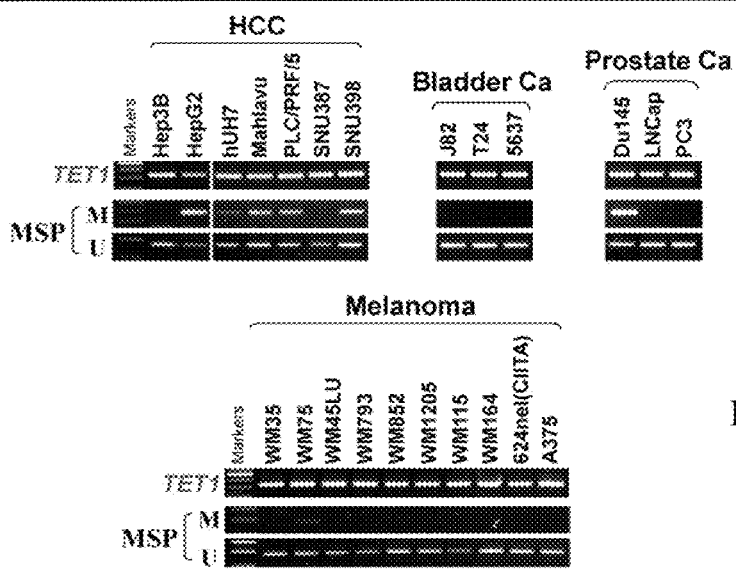 HCC
Bladder Ca
Prostate Ca
Markers
Hep3B
HepG2
hUH7
Mahlavu
PLC/PRF/5
SNU387
SNU398
J82
T24
5637
Du145
LNCap
PC3
TET1
MSP
M
U
Melanoma
Markers
WM35
WM75
WM45LU
WM793
WM852
WM1205
WM115
WM164
624nel(CIITA)
A375
TET1
MSP
M
U